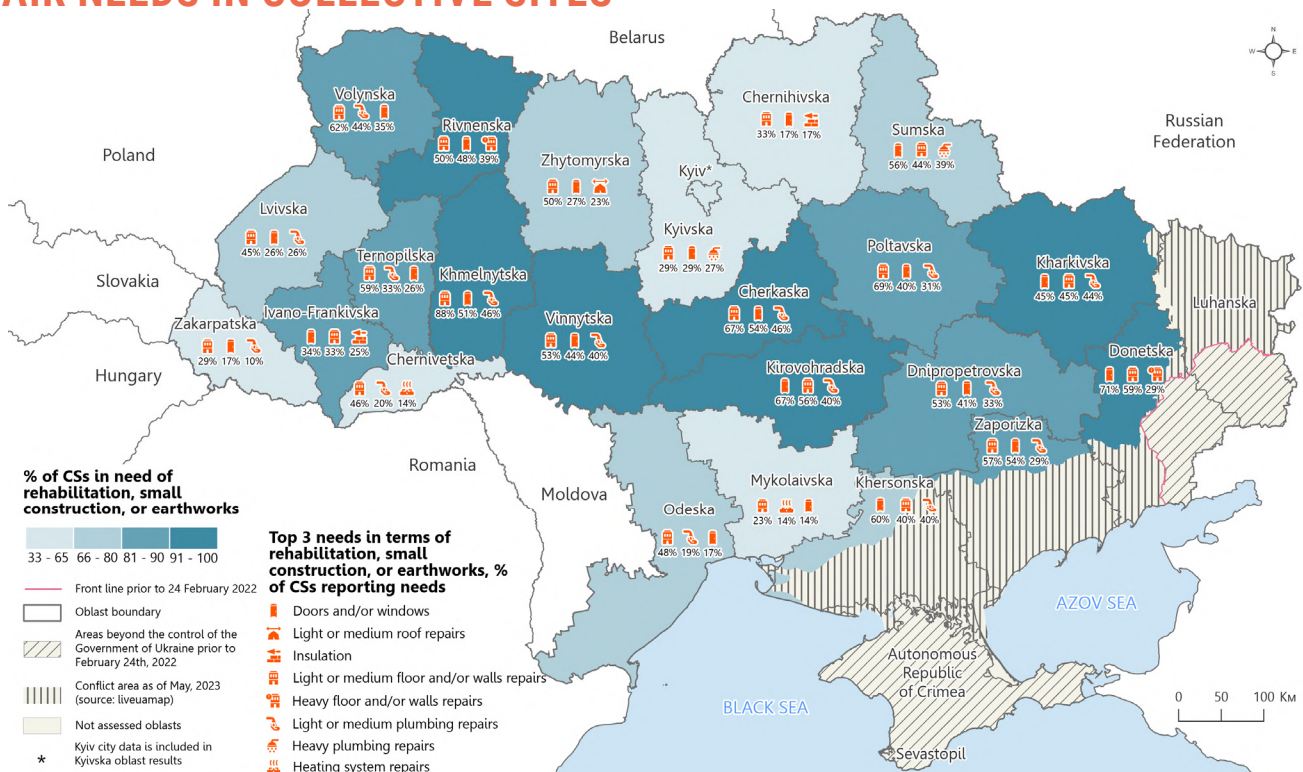 AIR NEEDS IN COLLECTIVE SITES
Belarus
N
W
E
S
Russian
Federation
Poland
Slovakia
Hungary
Romania
Moldova
Volynska
62% 44% 35%
Rivnenska
50% 48% 39%
Zhytomyrska
50% 27% 23%
Kyiv*
Kyivska
29% 29% 27%
Chernihivska
33% 17% 17%
Sumska
56% 44% 39%
Lvivska
45% 26% 26%
Ternopilska
59% 33% 26%
Khmelnytska
88% 51% 46%
Vinnytska
53% 44% 40%
Cherkaska
67% 54% 46%
Poltavska
69% 40% 31%
Kharkivska
45% 45% 44%
Luhanska
Zakarpatska
29% 17% 10%
Ivano-Frankivska
34% 33% 25%
Chernivetska
46% 20% 14%
Kirovohradska
67% 56% 40%
Dnipropetrovska
53% 41% 33%
Donetska
71% 59% 29%
Zaporizka
57% 54% 29%
Odeska
48% 19% 17%
Mykolaivska
23% 14% 14%
Khersonska
60% 40% 40%
AZOV SEA
BLACK SEA
Autonomous
Republic
of Crimea
Sevastopil
% of CSs in need of
rehabilitation, small
construction, or earthworks
33 - 65 66 - 80 81 - 90 91 - 100
Front line prior to 24 February 2022
Oblast boundary
Areas beyond the control of the
Government of Ukraine prior to
February 24th, 2022
Conflict area as of May, 2023
(source: liveuamap)
Not assessed oblasts
* Kyiv city data is included in
Kyivska oblast results
Top 3 needs in terms of
rehabilitation, small
construction, or earthworks, %
of CSs reporting needs
Doors and/or windows
Light or medium roof repairs
Insulation
Light or medium floor and/or walls repairs
Heavy floor and/or walls repairs
Light or medium plumbing repairs
Heavy plumbing repairs
Heating system repairs
0 50 100 Км